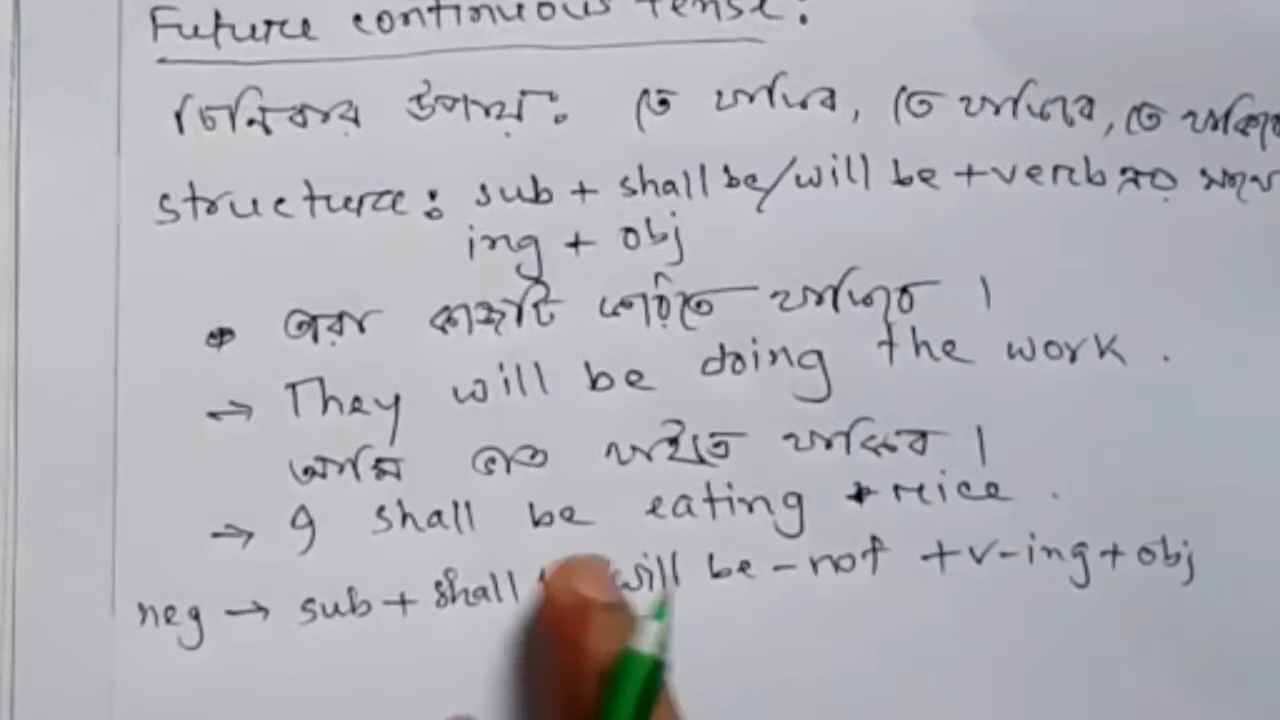 Future continuous tense:
চিনিবার উপায়: তে থাকিব, তে থাকিবে, তে থাকিবে
structure: sub + shall be/will be + verb এর সাথে
ing + obj
তারা কাজটি করিতে থাকিবে।
→ They will be doing the work.
আমি ভাত খাইতে থাকিব।
→ I shall be eating rice.
neg → sub + shall will be - not + v-ing + obj